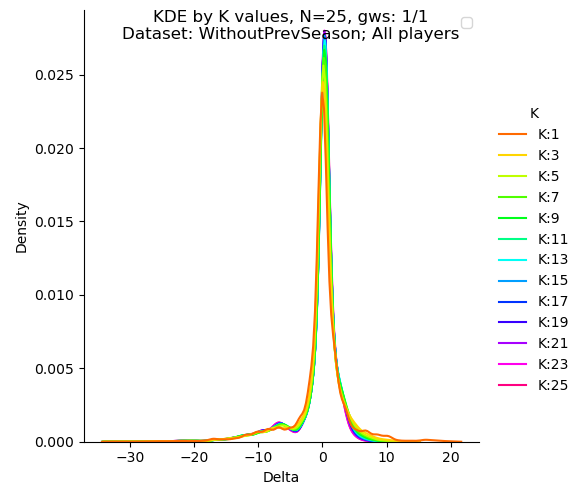 KDE by K values, N=25, gws: 1/1
Dataset: WithoutPrevSeason; All players
K
K:1
K:3
K:5
K:7
K:9
K:11
K:13
K:15
K:17
K:19
K:21
K:23
K:25
Density
0.025
0.020
0.015
0.010
0.005
0.000
−30
−20
−10
0
10
20
Delta